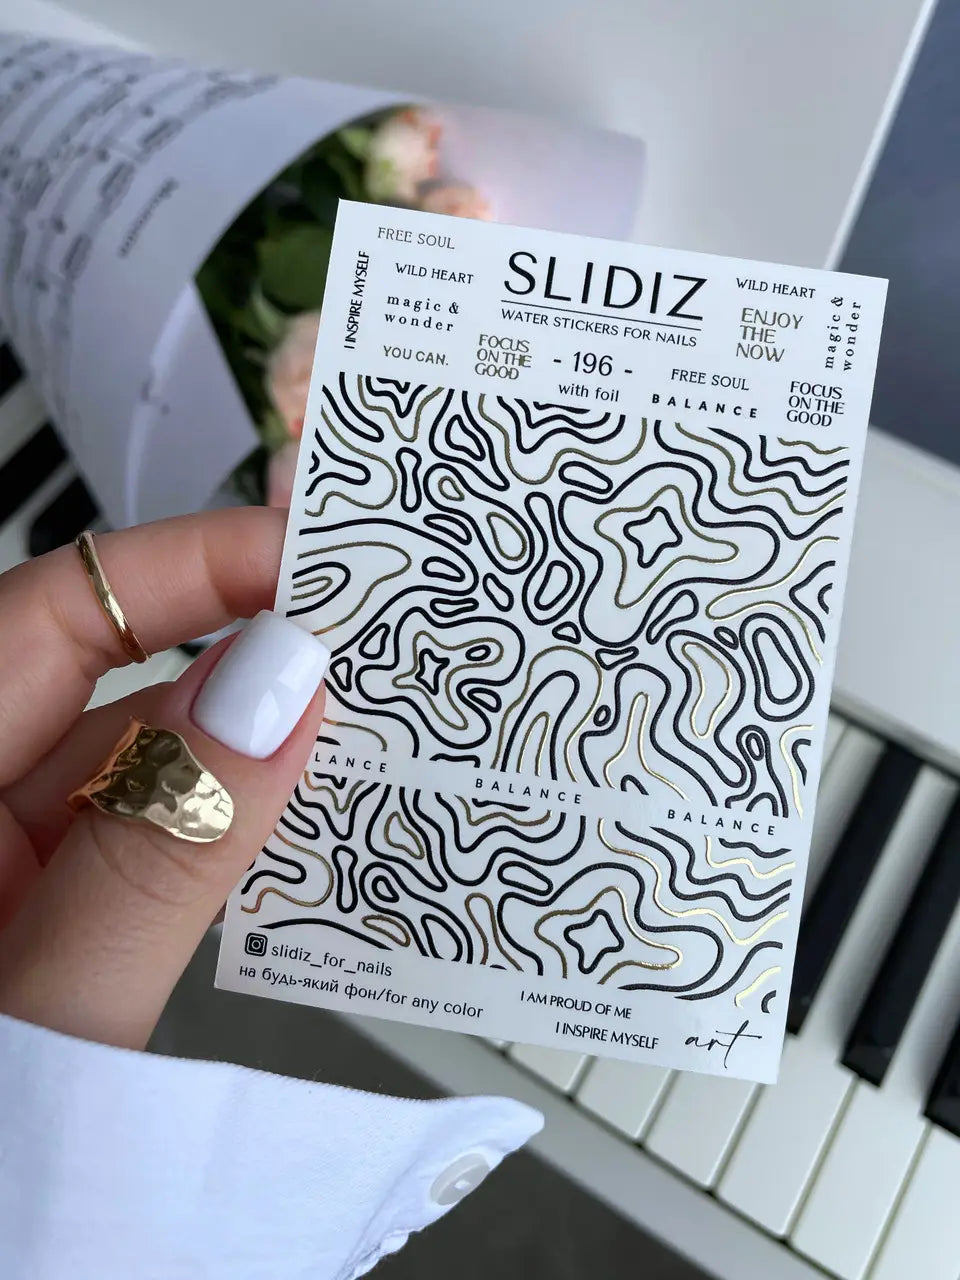 FREE SOUL
I INSPIRE MYSELF
WILD HEART
magic &
wonder
YOU CAN.
FOCUS
ON THE
GOOD
SLIDIZ
WATER STICKERS FOR NAILS
- 196 -
with foil
WILD HEART
ENJOY
THE
NOW
magic &
wonder
FREE SOUL
BALANCE
FOCUS
ON THE
GOOD
LANCE
BALANCE
BALANCE
slidiz_for_nails
на будь-який фон/for any color
I AM PROUD OF ME
I INSPIRE MYSELF
art